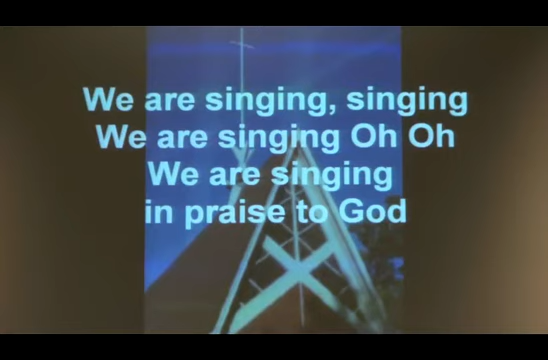 We are singing, singing
We are singing Oh Oh
We are singing
in praise to God